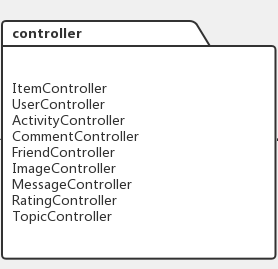 controller
ItemController
UserController
ActivityController
CommentController
FriendController
ImageController
MessageController
RatingController
TopicController